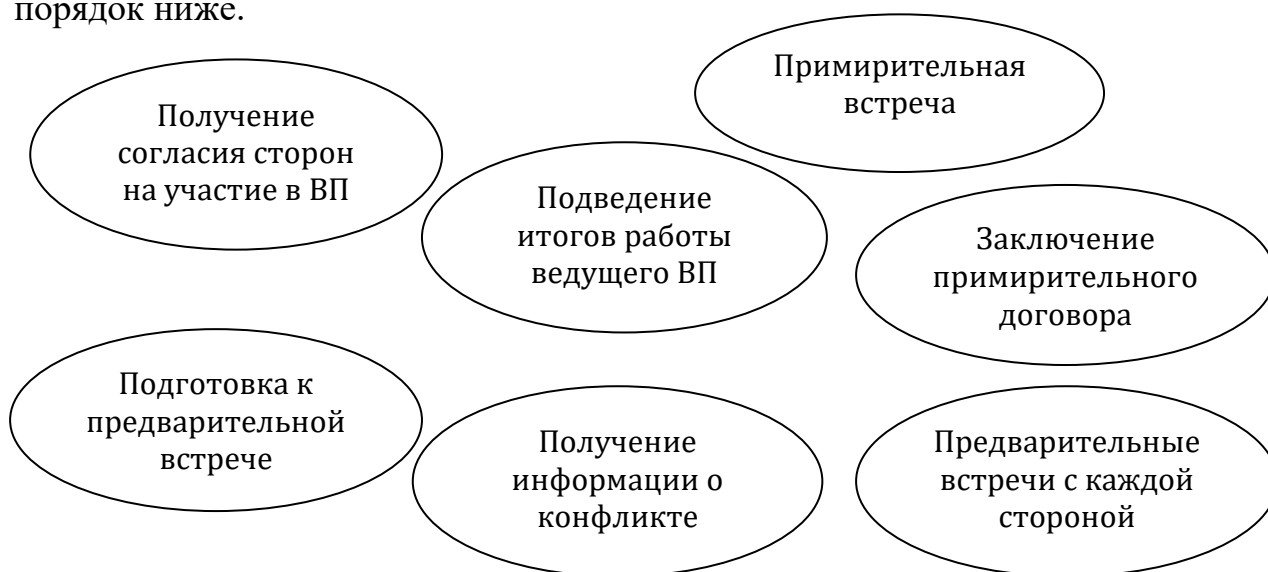 порядок ниже.
Примирительная
встреча
Получение
согласия сторон
на участие в ВП
Подведение
итогов работы
ведущего ВП
Заключение
примирительного
договора
Подготовка к
предварительной
встрече
Получение
информации о
конфликте
Предварительные
встречи с каждой
стороной